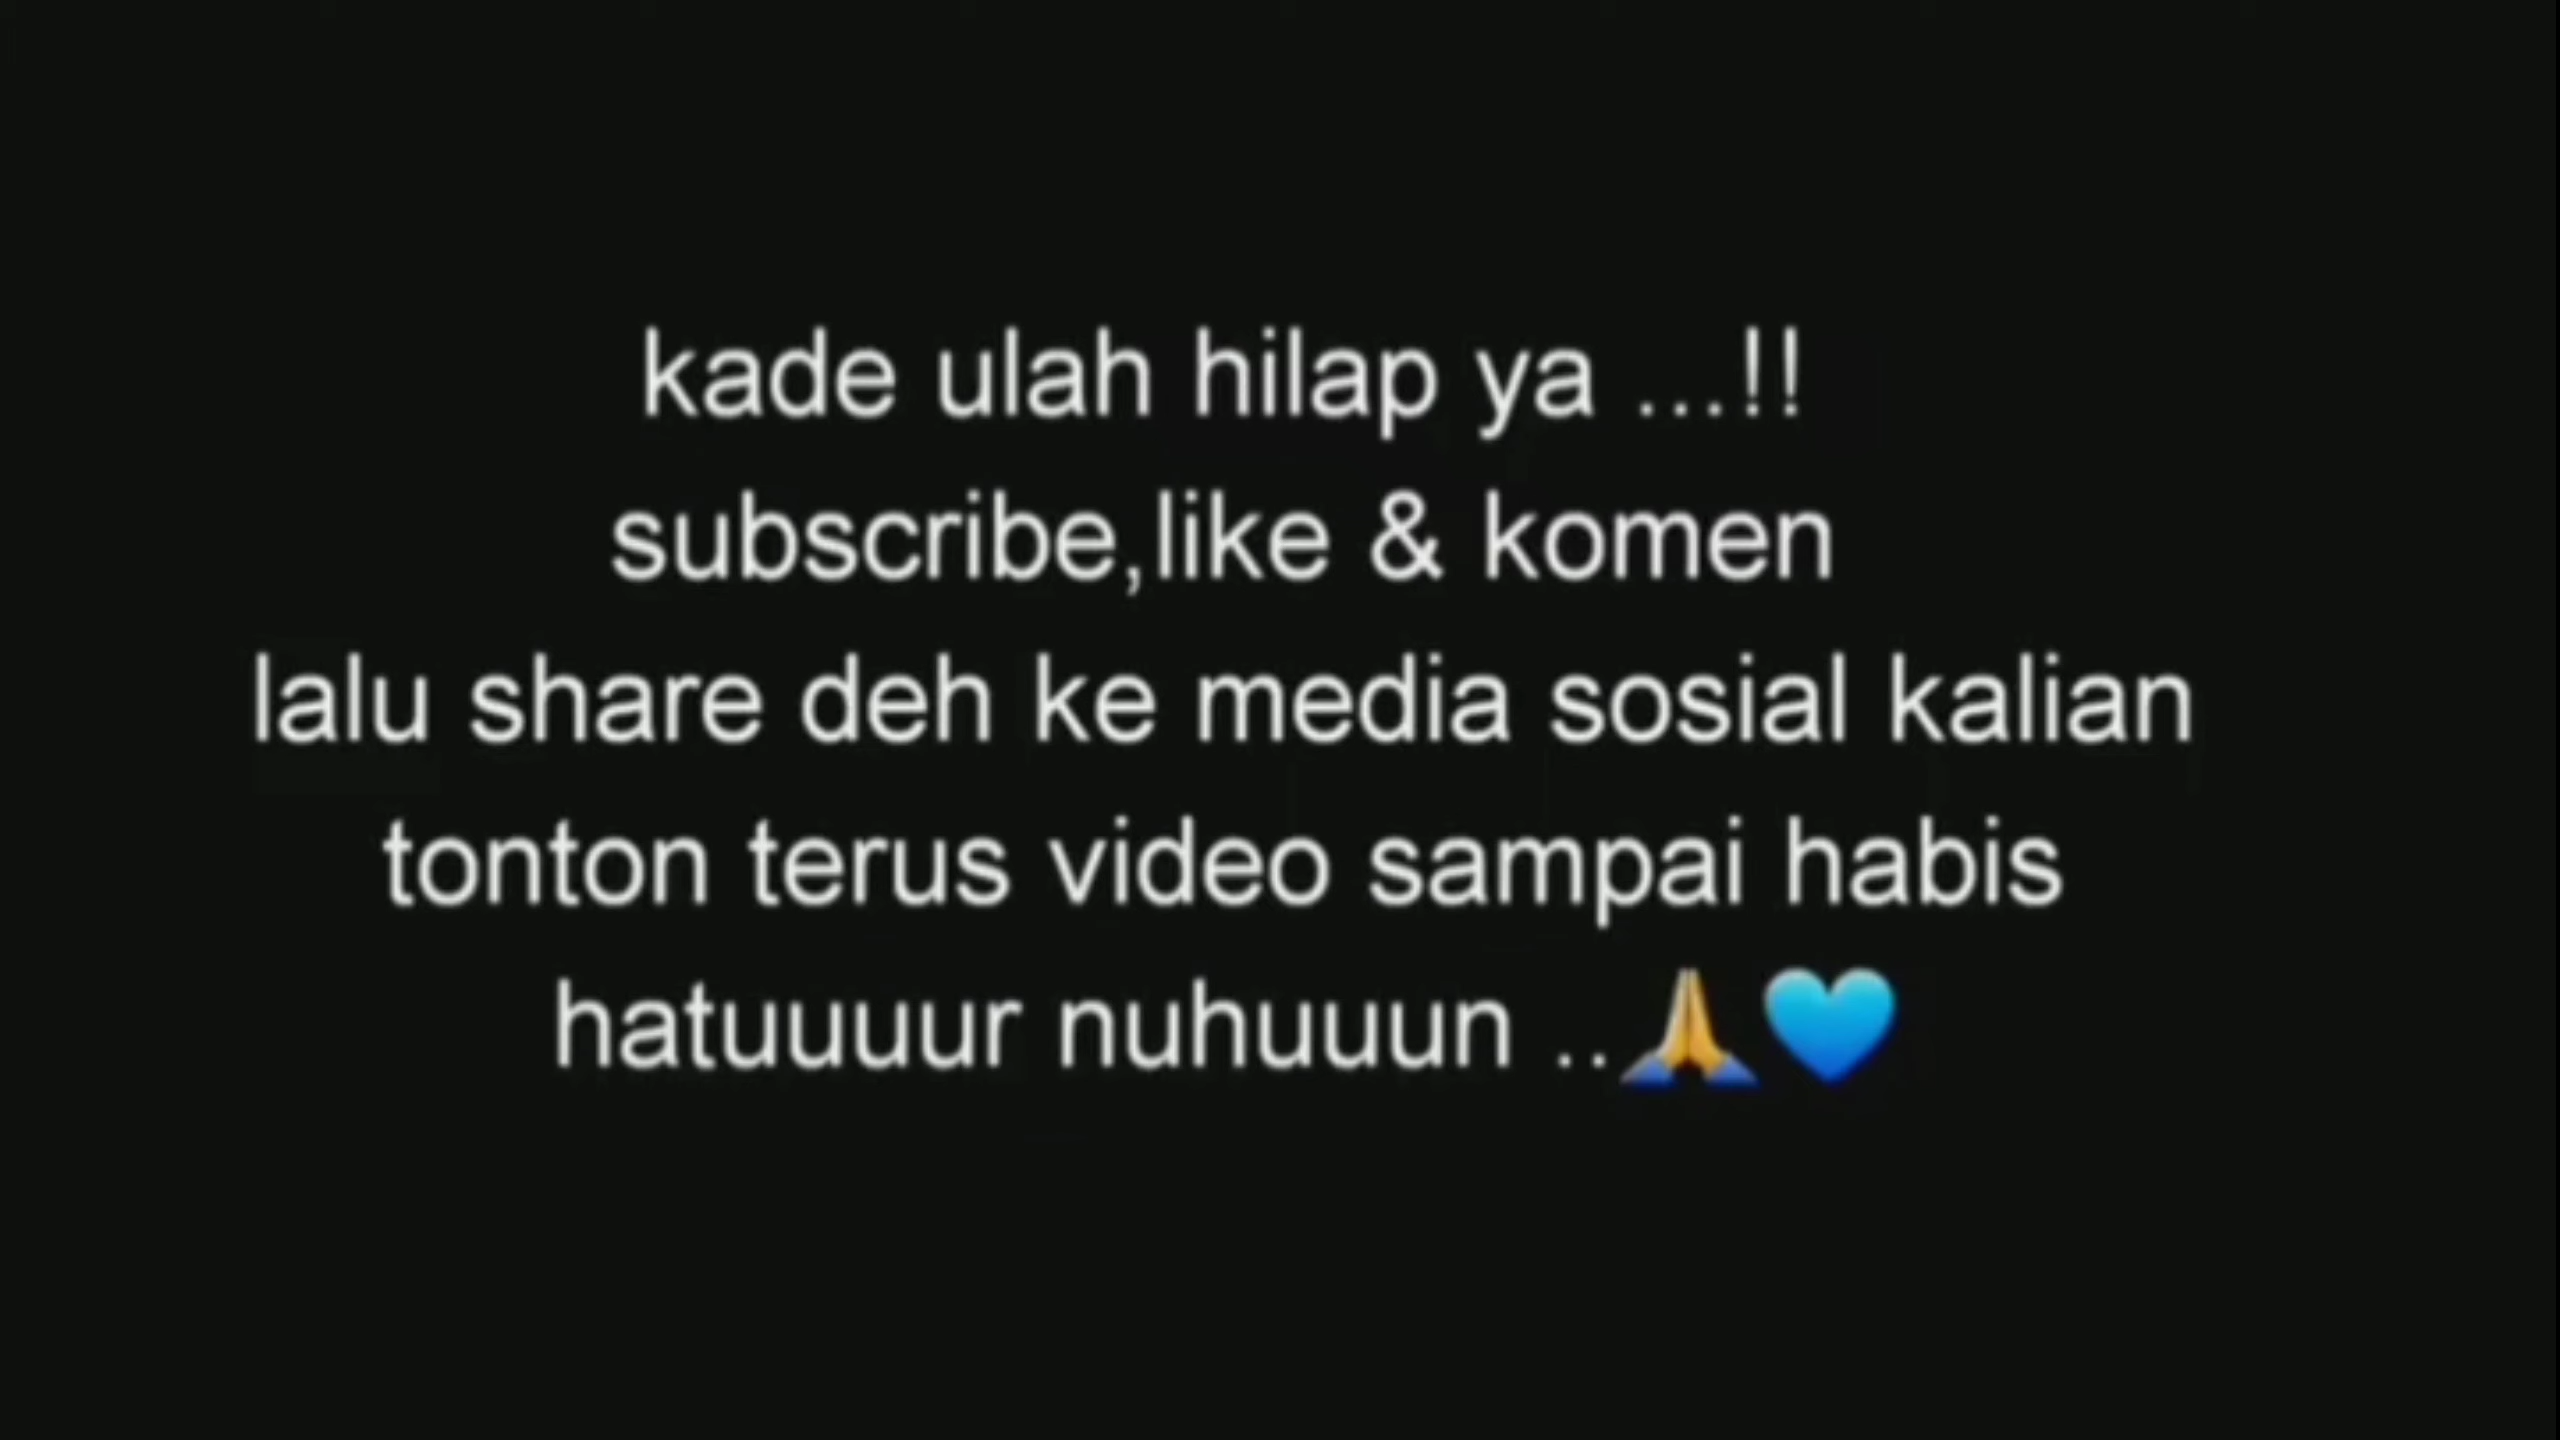 kade ulah hilap ya ...!!
subscribe,like & komen
lalu share deh ke media sosial kalian
tonton terus video sampai habis
hatuuuur nuhuuun ..🙏💙